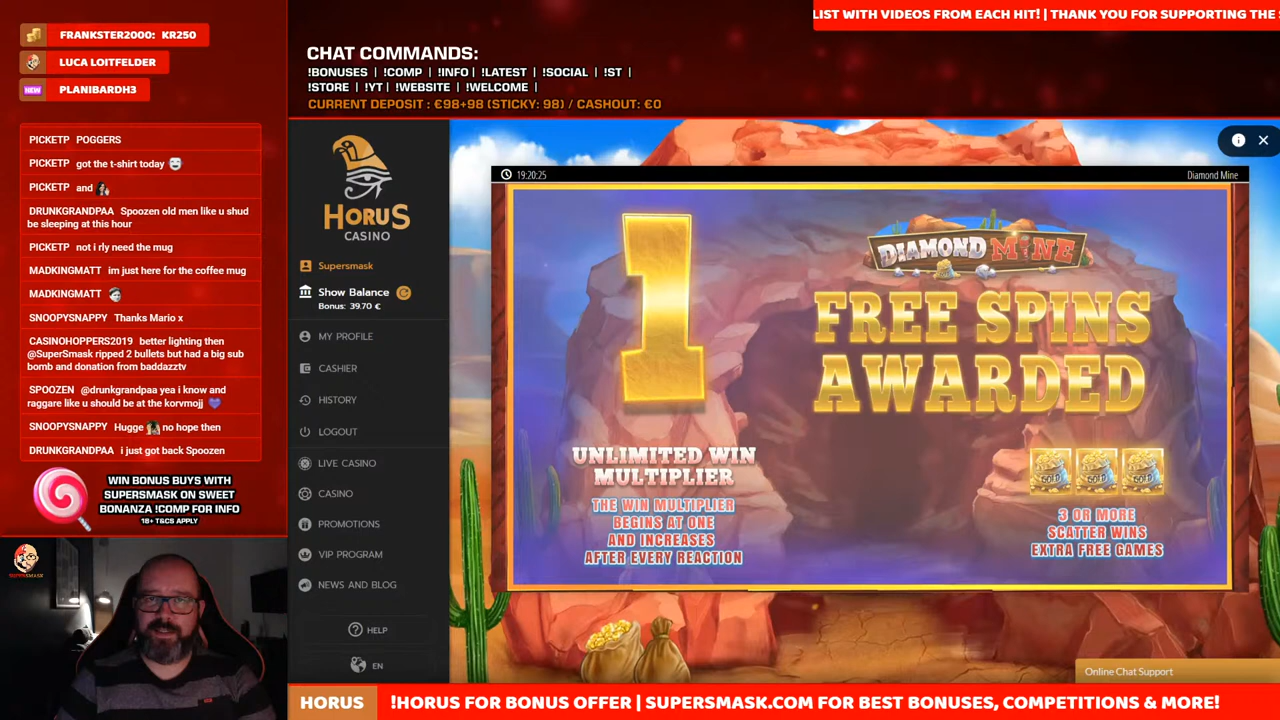 FRANKSTER2000: KR250
LUCA LOITFELDER
NEW PLANIBARDH3
PICKETP POGGERS
PICKETP got the t-shirt today
PICKETP and
DRUNKGRANDPAA Spoozen old men like u shud
be sleeping at this hour
PICKETP not i rly need the mug
MADKINGMATT im just here for the coffee mug
MADKINGMATT
SNOOPYSNAPPY Thanks Mario x
CASINOHOPPERS2019 better lighting then
@SuperSmask ripped 2 bullets but had a big sub
bomb and donation from baddazztv
SPOOZEN @drunkgrandpaa yea i know and
raggare like u should be at the korvmojj
SNOOPYSNAPPY Hugge no hope then
DRUNKGRANDPAA i just got back Spoozen
WIN BONUS BUYS WITH
SUPERSMASK ON SWEET
BONANZA !COMP FOR INFO
18+ T&CS APPLY
SUPERSMASK
LIST WITH VIDEOS FROM EACH HIT! | THANK YOU FOR SUPPORTING THE
CHAT COMMANDS:
!BONUSES | !COMP | !INFO | !LATEST | !SOCIAL | !ST |
!STORE | !YT | !WEBSITE | !WELCOME |
CURRENT DEPOSIT : €98+98 (STICKY: 98) / CASHOUT: €0
HORUS
CASINO
Supersmask
Show Balance
Bonus: 39.70 €
MY PROFILE
CASHIER
HISTORY
LOGOUT
LIVE CASINO
CASINO
PROMOTIONS
VIP PROGRAM
NEWS AND BLOG
HELP
EN
19:20:25
Diamond Mine
1
DIAMOND MINE
FREE SPINS
AWARDED
UNLIMITED WIN
MULTIPLIER
THE WIN MULTIPLIER
BEGINS AT ONE
AND INCREASES
AFTER EVERY REACTION
GOLD GOLD GOLD
3 OR MORE
SCATTER WINS
EXTRA FREE GAMES
Online Chat Support
HORUS
!HORUS FOR BONUS OFFER | SUPERSMASK.COM FOR BEST BONUSES, COMPETITIONS & MORE!